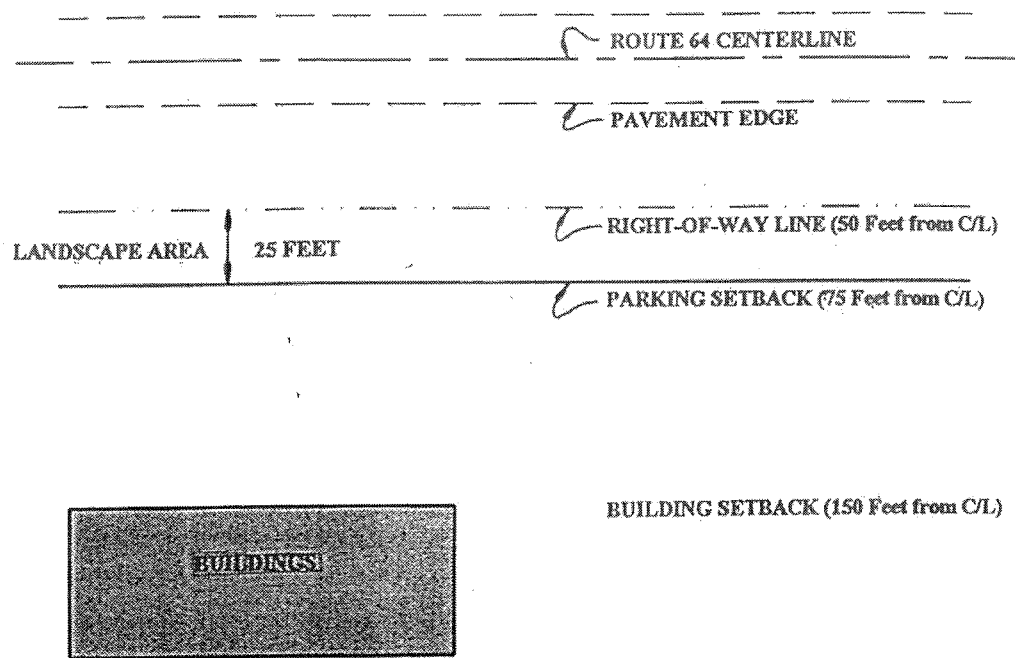 ROUTE 64 CENTERLINE
PAVEMENT EDGE
RIGHT-OF-WAY LINE (50 Feet from C/L)
LANDSCAPE AREA 25 FEET
PARKING SETBACK (75 Feet from C/L)
BUILDING SETBACK (150 Feet from C/L)
BUILDINGS